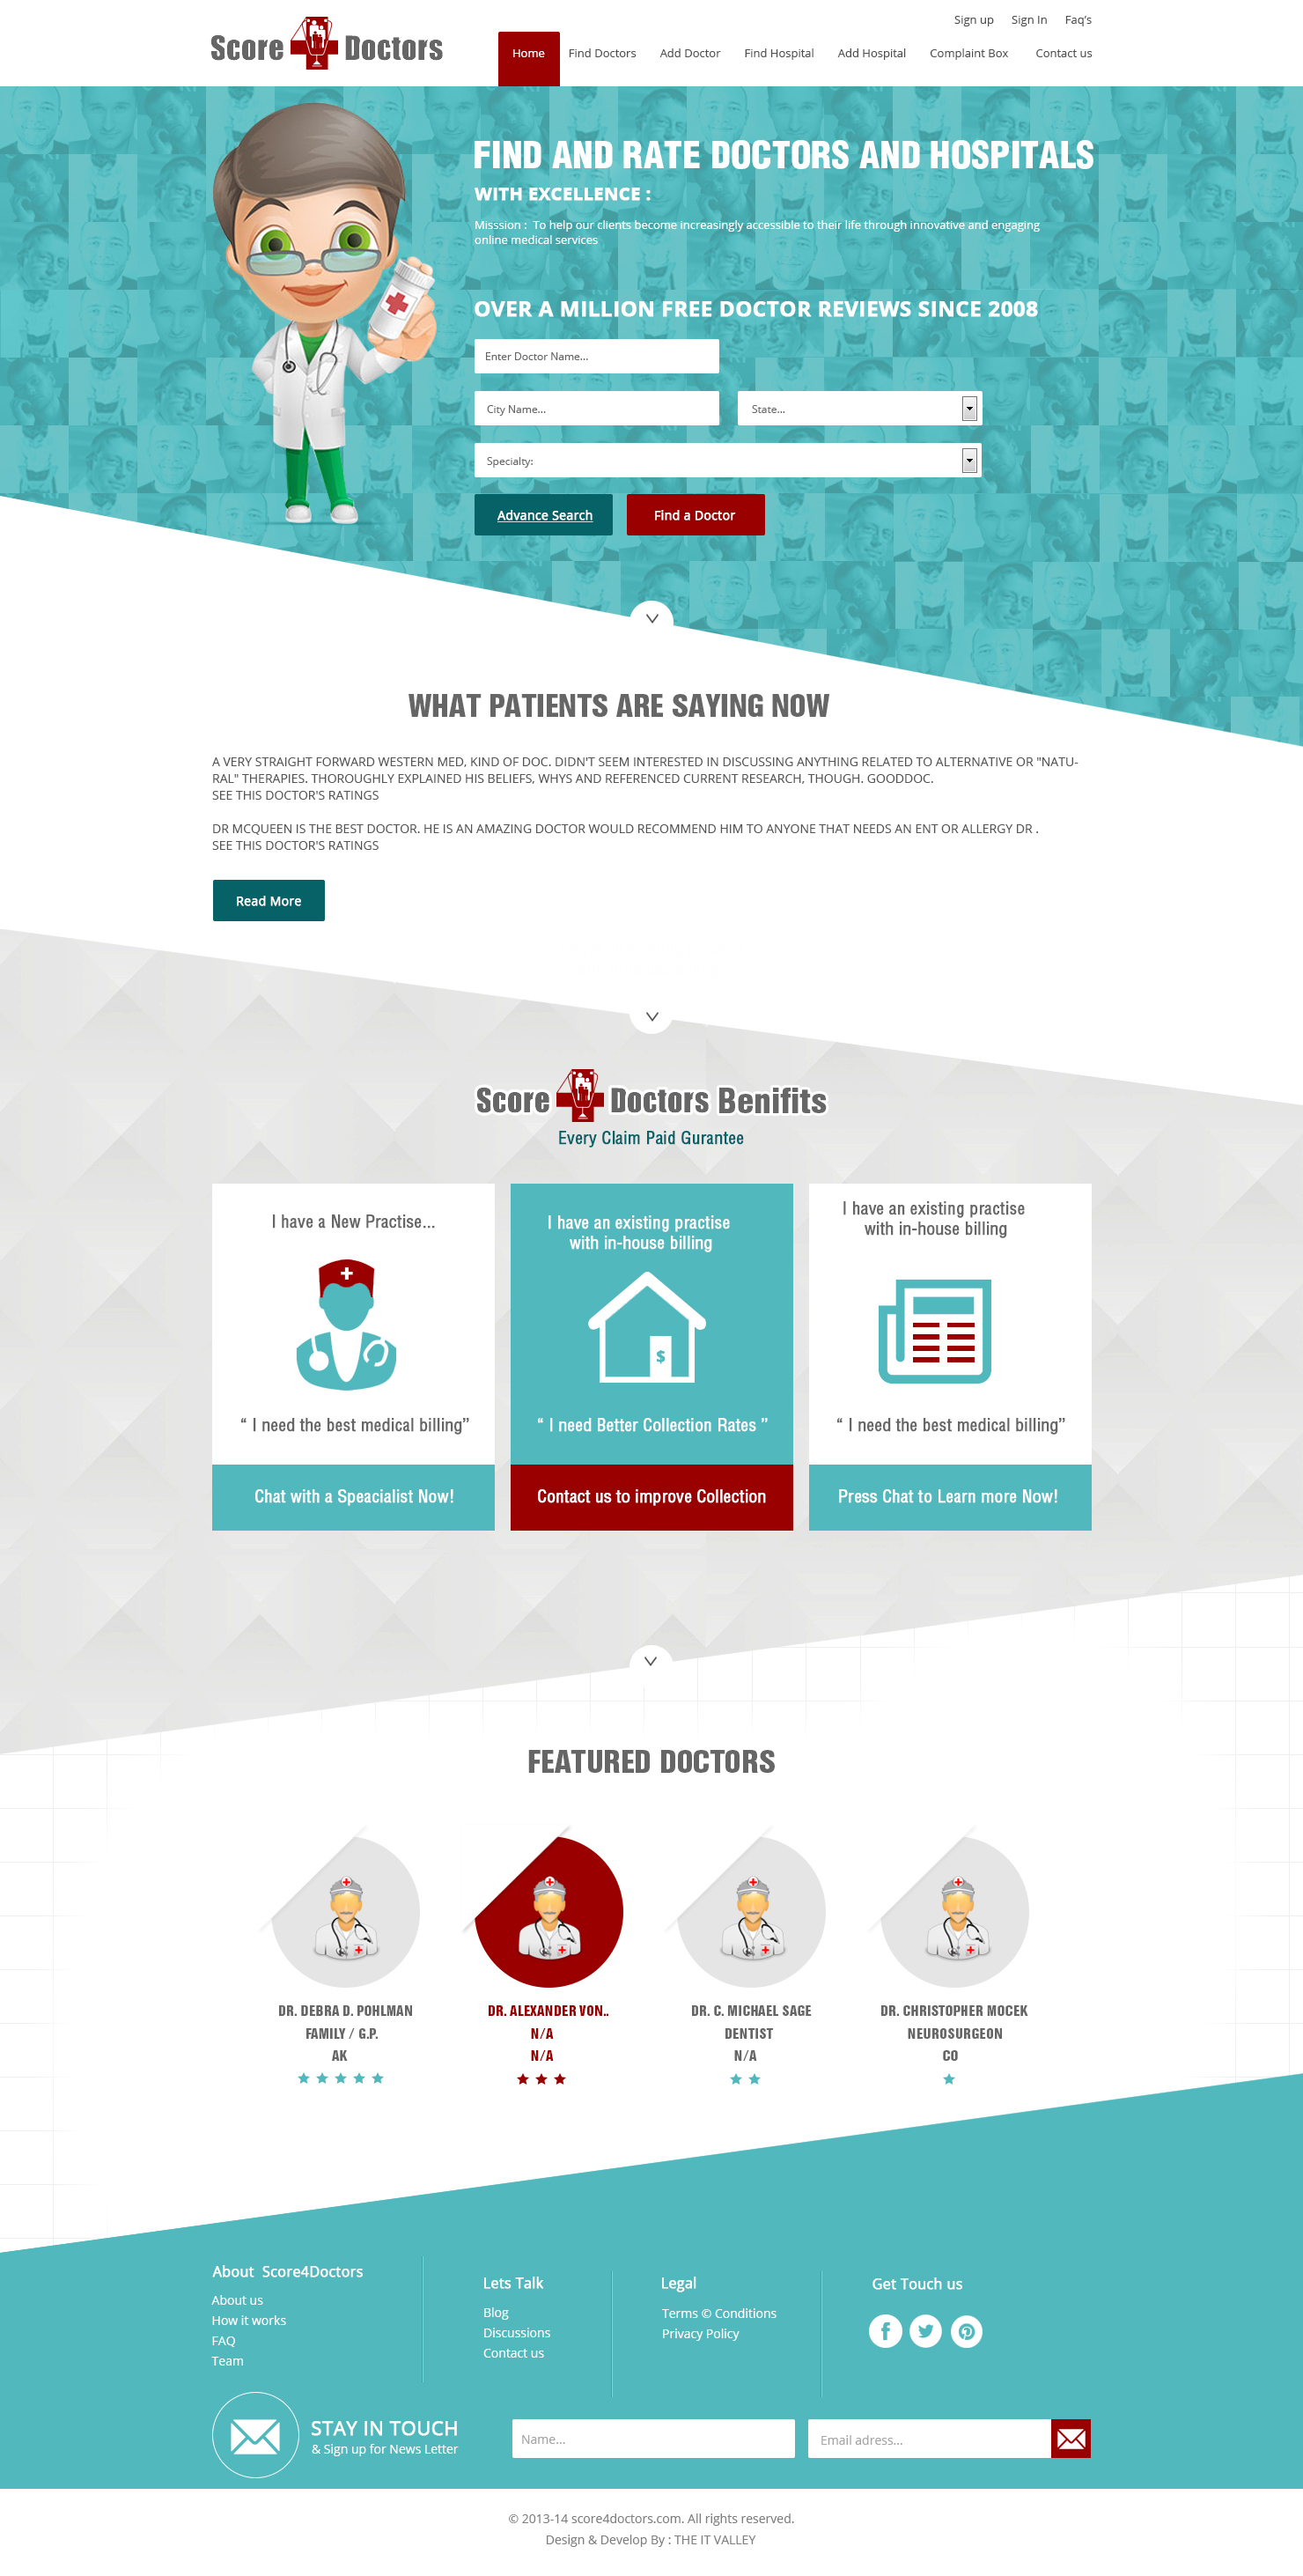 Sign up Sign In Faq's
Score 4 Doctors
Home Find Doctors Add Doctor Find Hospital Add Hospital Complaint Box Contact us
FIND AND RATE DOCTORS AND HOSPITALS
WITH EXCELLENCE :
Misssion : To help our clients become increasingly accessible to their life through innovative and engaging
online medical services
OVER A MILLION FREE DOCTOR REVIEWS SINCE 2008
Enter Doctor Name...
City Name... State...
Specialty:
Advance Search Find a Doctor
WHAT PATIENTS ARE SAYING NOW
A VERY STRAIGHT FORWARD WESTERN MED, KIND OF DOC. DIDN'T SEEM INTERESTED IN DISCUSSING ANYTHING RELATED TO ALTERNATIVE OR "NATU-
RAL" THERAPIES. THOROUGHLY EXPLAINED HIS BELIEFS, WHYS AND REFERENCED CURRENT RESEARCH, THOUGH. GOODDOC.
SEE THIS DOCTOR'S RATINGS
DR MCQUEEN IS THE BEST DOCTOR. HE IS AN AMAZING DOCTOR WOULD RECOMMEND HIM TO ANYONE THAT NEEDS AN ENT OR ALLERGY DR .
SEE THIS DOCTOR'S RATINGS
Read More
Score 4 Doctors Benifits
Every Claim Paid Gurantee
I have a New Practise...
“ I need the best medical billing”
Chat with a Speacialist Now!
I have an existing practise
with in-house billing
$
“ I need Better Collection Rates ”
Contact us to improve Collection
I have an existing practise
with in-house billing
“ I need the best medical billing”
Press Chat to Learn more Now!
FEATURED DOCTORS
DR. DEBRA D. POHLMAN
FAMILY / G.P.
AK
DR. ALEXANDER VON..
N/A
N/A
DR. C. MICHAEL SAGE
DENTIST
N/A
DR. CHRISTOPHER MOCEK
NEUROSURGEON
CO
About Score4Doctors
About us
How it works
FAQ
Team
Lets Talk
Blog
Discussions
Contact us
Legal
Terms © Conditions
Privacy Policy
Get Touch us
STAY IN TOUCH
& Sign up for News Letter
Name...
Email adress...
© 2013-14 score4doctors.com. All rights reserved.
Design & Develop By : THE IT VALLEY